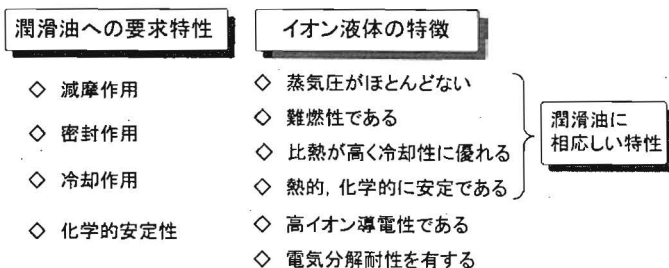 潤滑油への要求特性
◇ 減摩作用
◇ 密封作用
◇ 冷却作用
◇ 化学的安定性
イオン液体の特徴
◇ 蒸気圧がほとんどない
◇ 難燃性である
◇ 比熱が高く冷却性に優れる
◇ 熱的，化学的に安定である
◇ 高イオン導電性である
◇ 電気分解耐性を有する
潤滑油に
相応しい特性